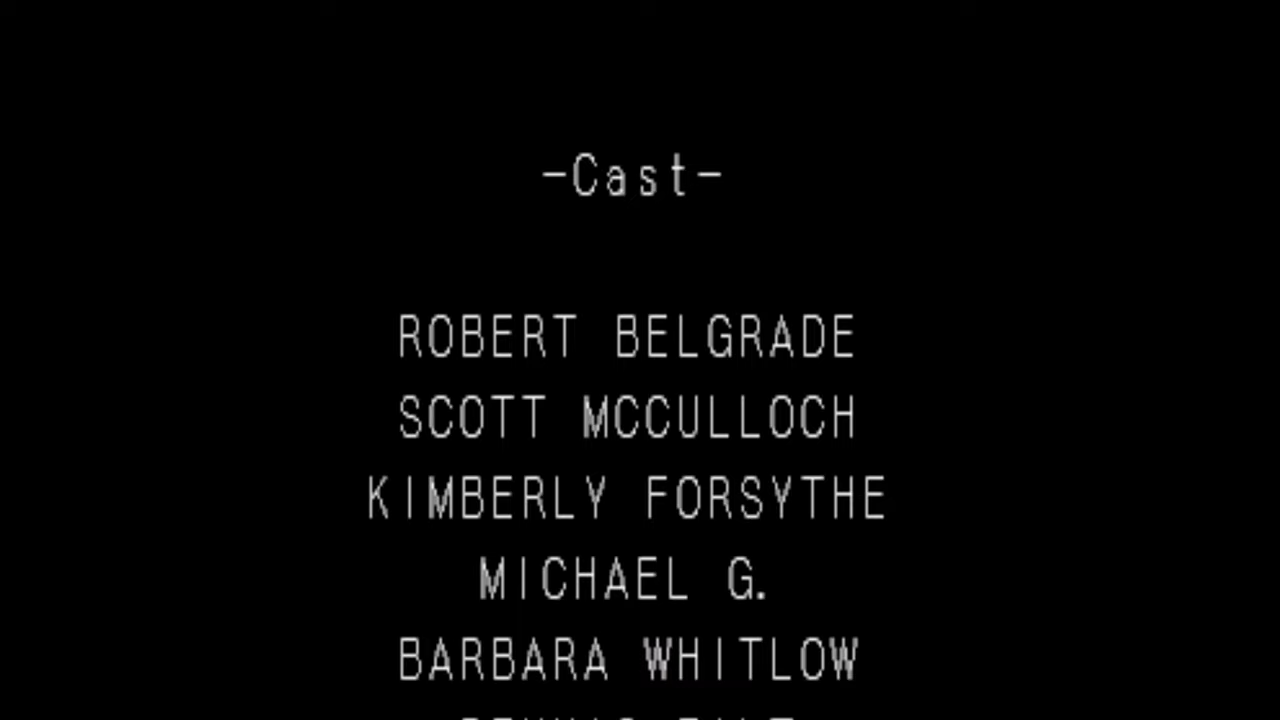 -Cast-
ROBERT BELGRADE
SCOTT MCCULLOCH
KIMBERLY FORSYTHE
MICHAEL G.
BARBARA WHITLOW